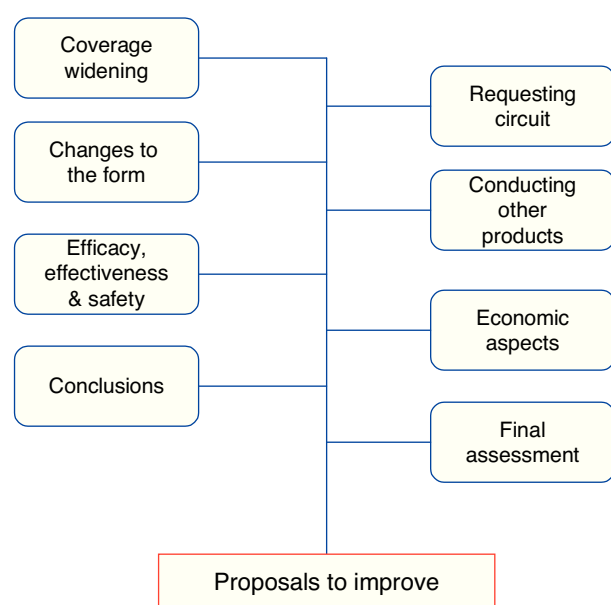 Coverage
widening
Requesting
circuit
Changes to
the form
Conducting
other
products
Efficacy,
effectiveness
& safety
Economic
aspects
Conclusions
Final
assessment
Proposals to improve